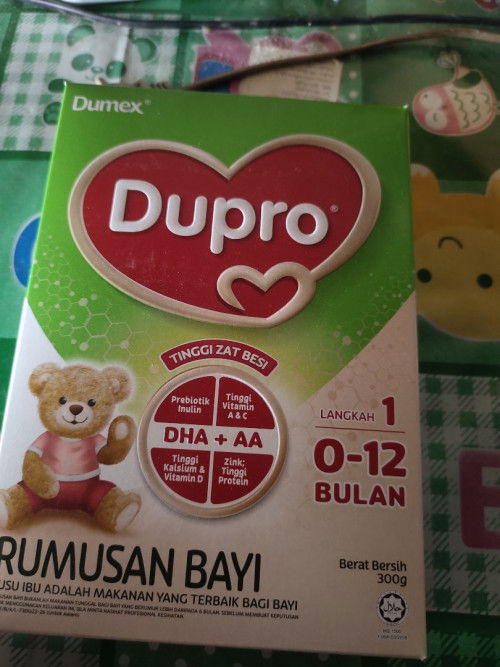 Dumex®
Dupro®
TINGGI ZAT BESI
Prebiotik
Inulin
Tinggi
Vitamin
A & C
DHA + AA
Tinggi
Kalsium &
Vitamin D
Zink;
Tinggi
Protein
LANGKAH 1
0-12
BULAN
RUMUSAN BAYI
Berat Bersih
300g
USU IBU ADALAH MAKANAN YANG TERBAIK BAGI BAYI